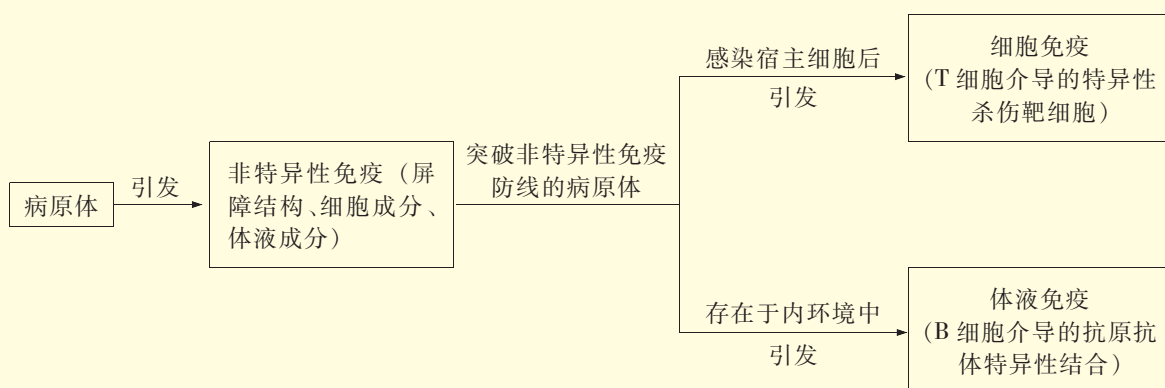 病原体
引发
非特异性免疫（屏
障结构、细胞成分、
体液成分）
突破非特异性免疫
防线的病原体
感染宿主细胞后
引发
细胞免疫
(T 细胞介导的特异性
杀伤靶细胞）
存在于内环境中
引发
体液免疫
(B 细胞介导的抗原抗
体特异性结合）